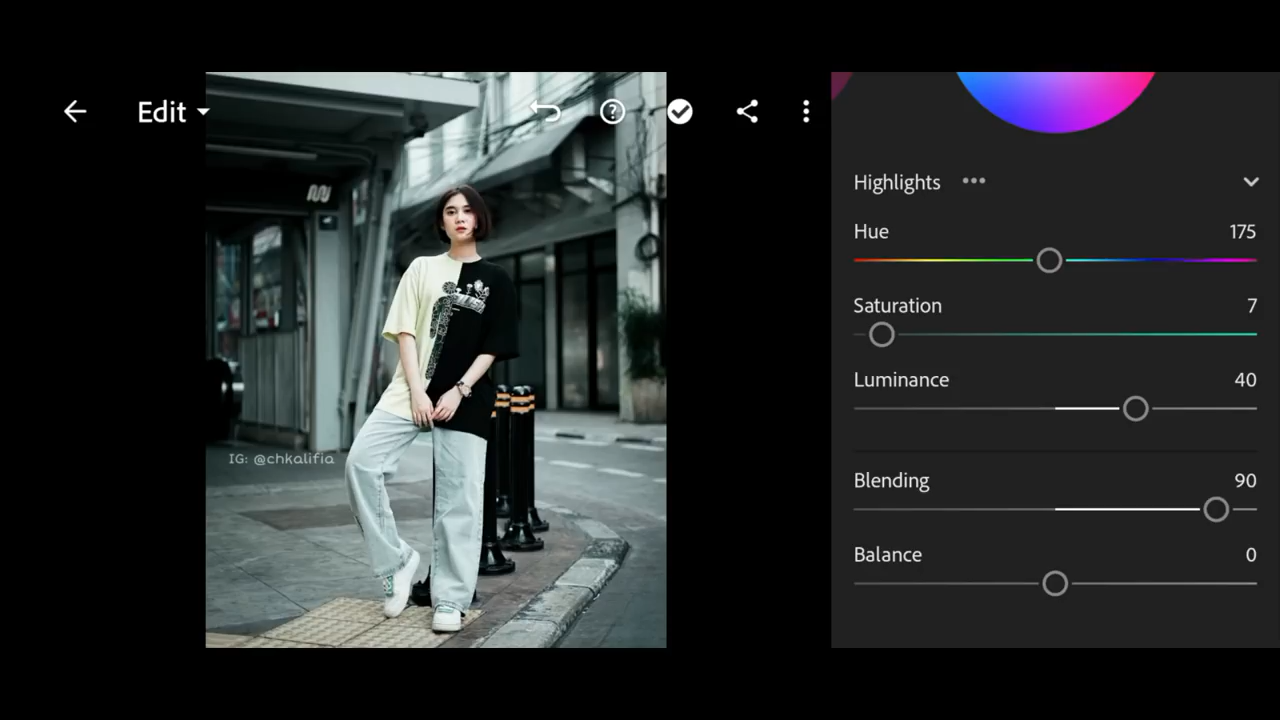 Edit
IG: @chkalifia
Highlights
Hue 175
Saturation 7
Luminance 40
Blending 90
Balance 0